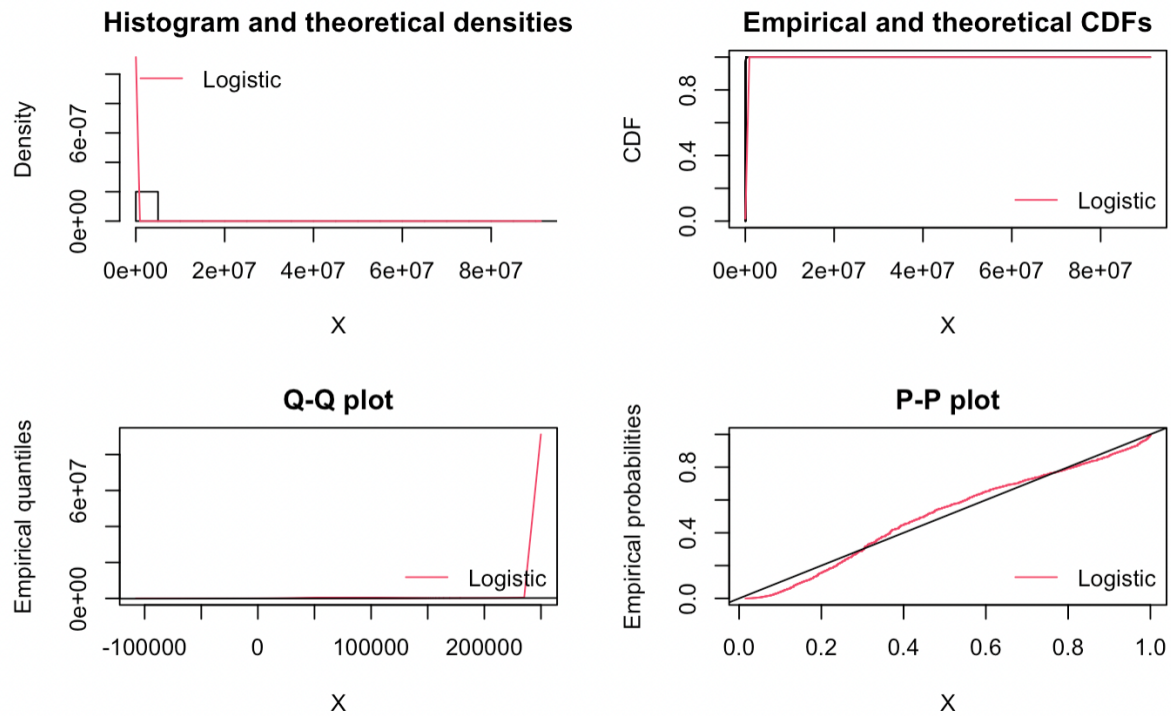 Histogram and theoretical densities
Density
0e+00
6e-07
Logistic
0e+00 2e+07 4e+07 6e+07 8e+07
X
Empirical and theoretical CDFs
CDF
0.0
0.4
0.8
Logistic
0e+00 2e+07 4e+07 6e+07 8e+07
X
Q-Q plot
Empirical quantiles
0e+00
6e+07
Logistic
-100000 0 100000 200000
X
P-P plot
Empirical probabilities
0.0
0.4
0.8
Logistic
0.0 0.2 0.4 0.6 0.8 1.0
X